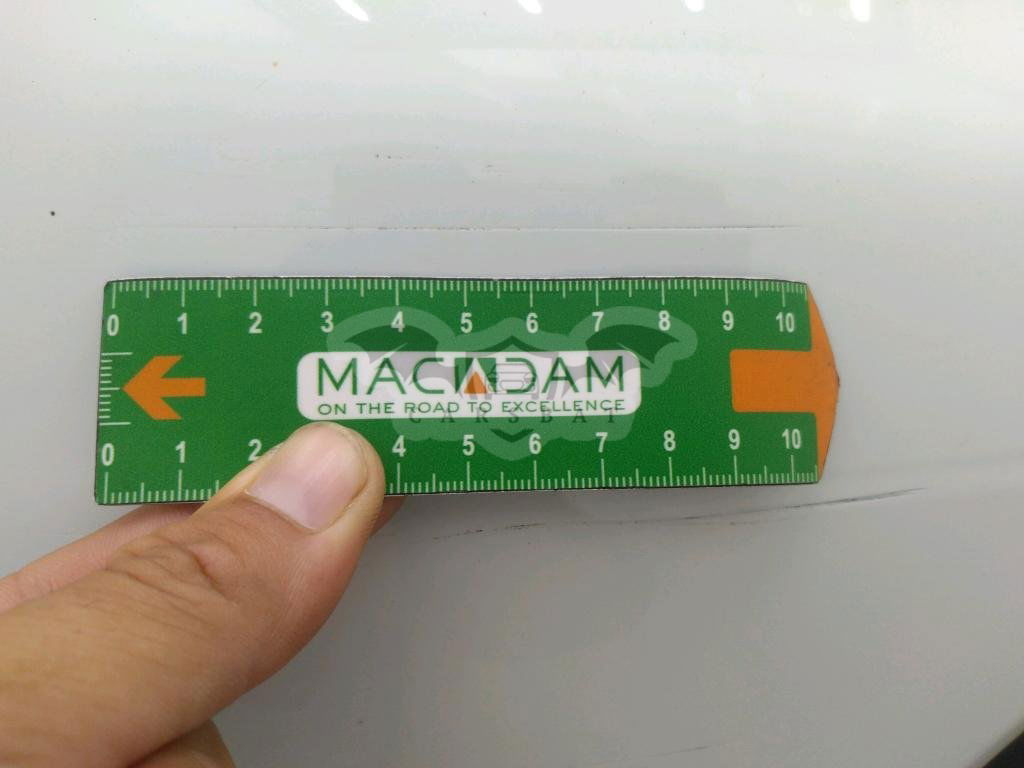 0 1 2 3 4 5 6 7 8 9 10
MACADAM
ON THE ROAD TO EXCELLENCE
CARSBAT
0 1 2 4 5 6 7 8 9 10